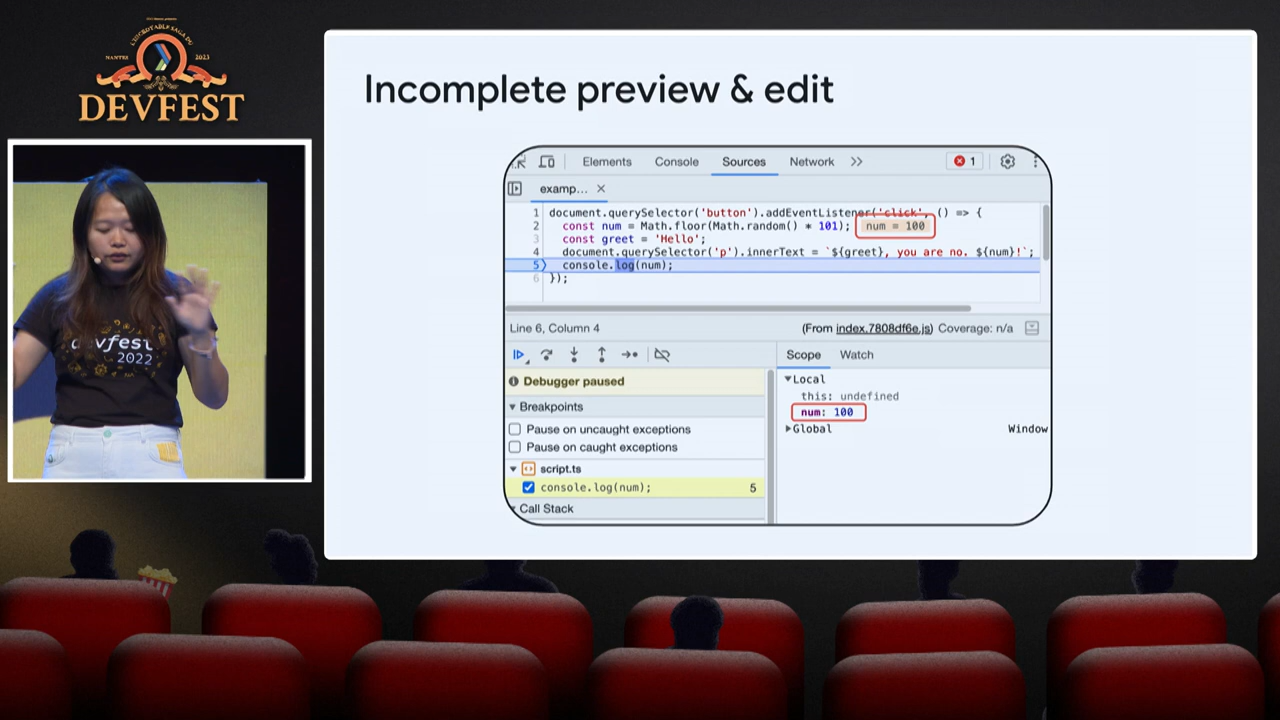 L'INCROYABLE SAGA DU
NANTES 2023
DEVFEST
devfest
2022
Incomplete preview & edit
Elements Console Sources Network >> 1
examp... ×
1 document.querySelector('button').addEventListener('click', () => {
2 const num = Math.floor(Math.random() * 101); num = 100
3 const greet = 'Hello';
4 document.querySelector('p').innerText = `${greet}, you are no. ${num}!`;
5 console.log(num);
6 });
Line 6, Column 4 (From index.7808df6e.js) Coverage: n/a
Scope Watch
Debugger paused
Breakpoints
Pause on uncaught exceptions
Pause on caught exceptions
script.ts
console.log(num); 5
Call Stack
Local
this: undefined
num: 100
Global Window